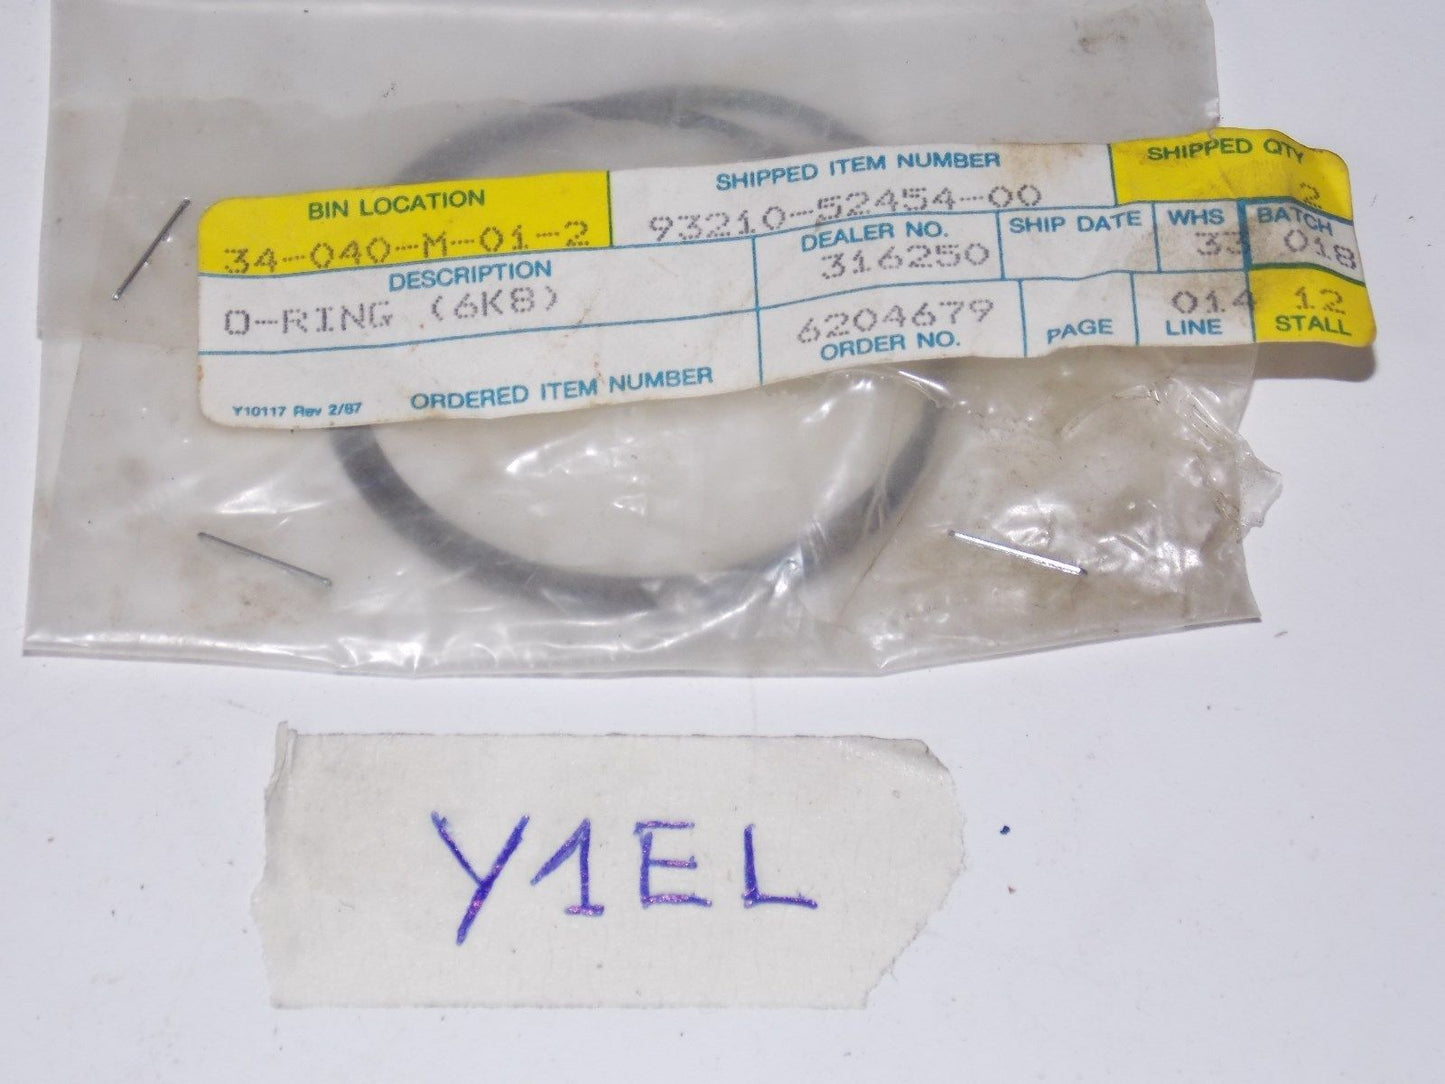 BIN LOCATION
34-040-M-01-2
SHIPPED ITEM NUMBER
93210-52454-00
SHIPPED QTY
2
DESCRIPTION
O-RING (6K8)
DEALER NO.
316250
SHIP DATE
WHS
33
BATCH
018
ORDERED ITEM NUMBER
6204679
ORDER NO.
PAGE
014
LINE
12
STALL
Y10117 Rev 2/87
Y1EL